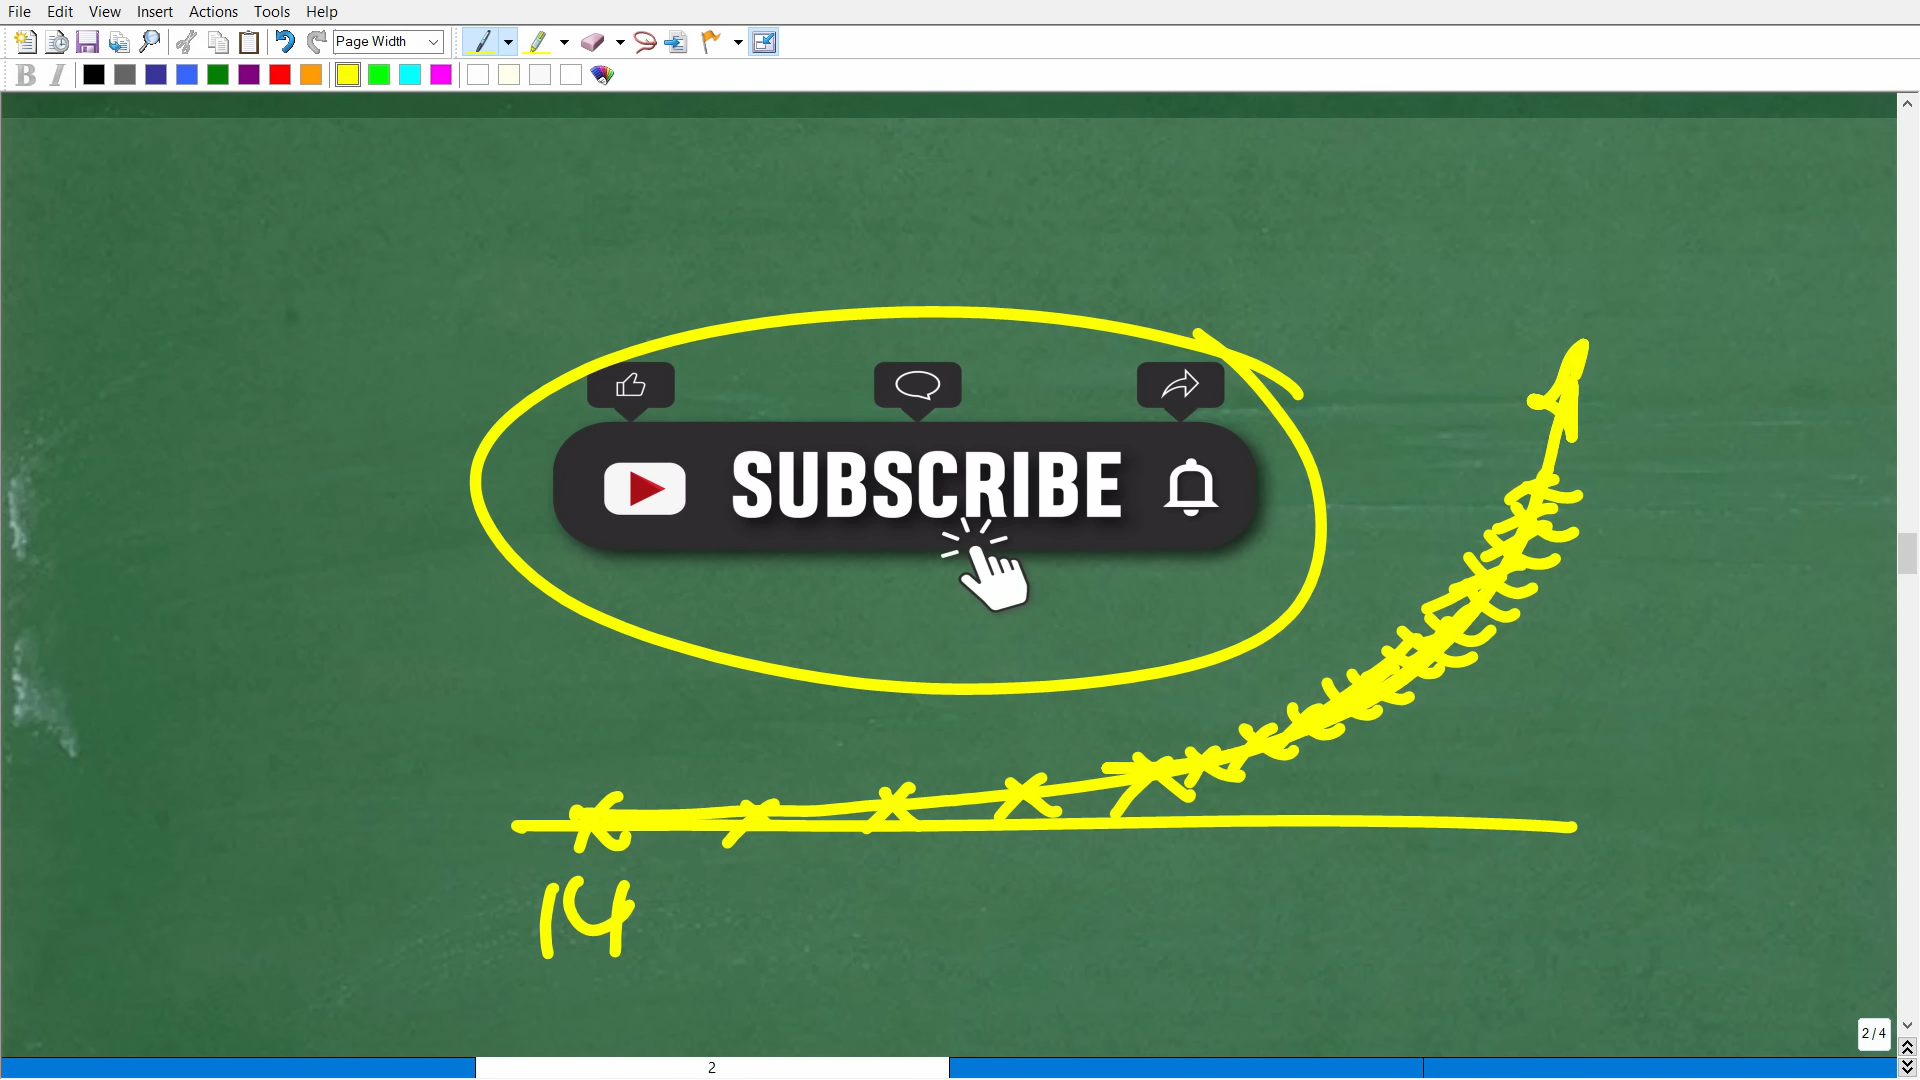 File Edit View Insert Actions Tools Help
Page Width
B I
SUBSCRIBE
14
2 / 4
2